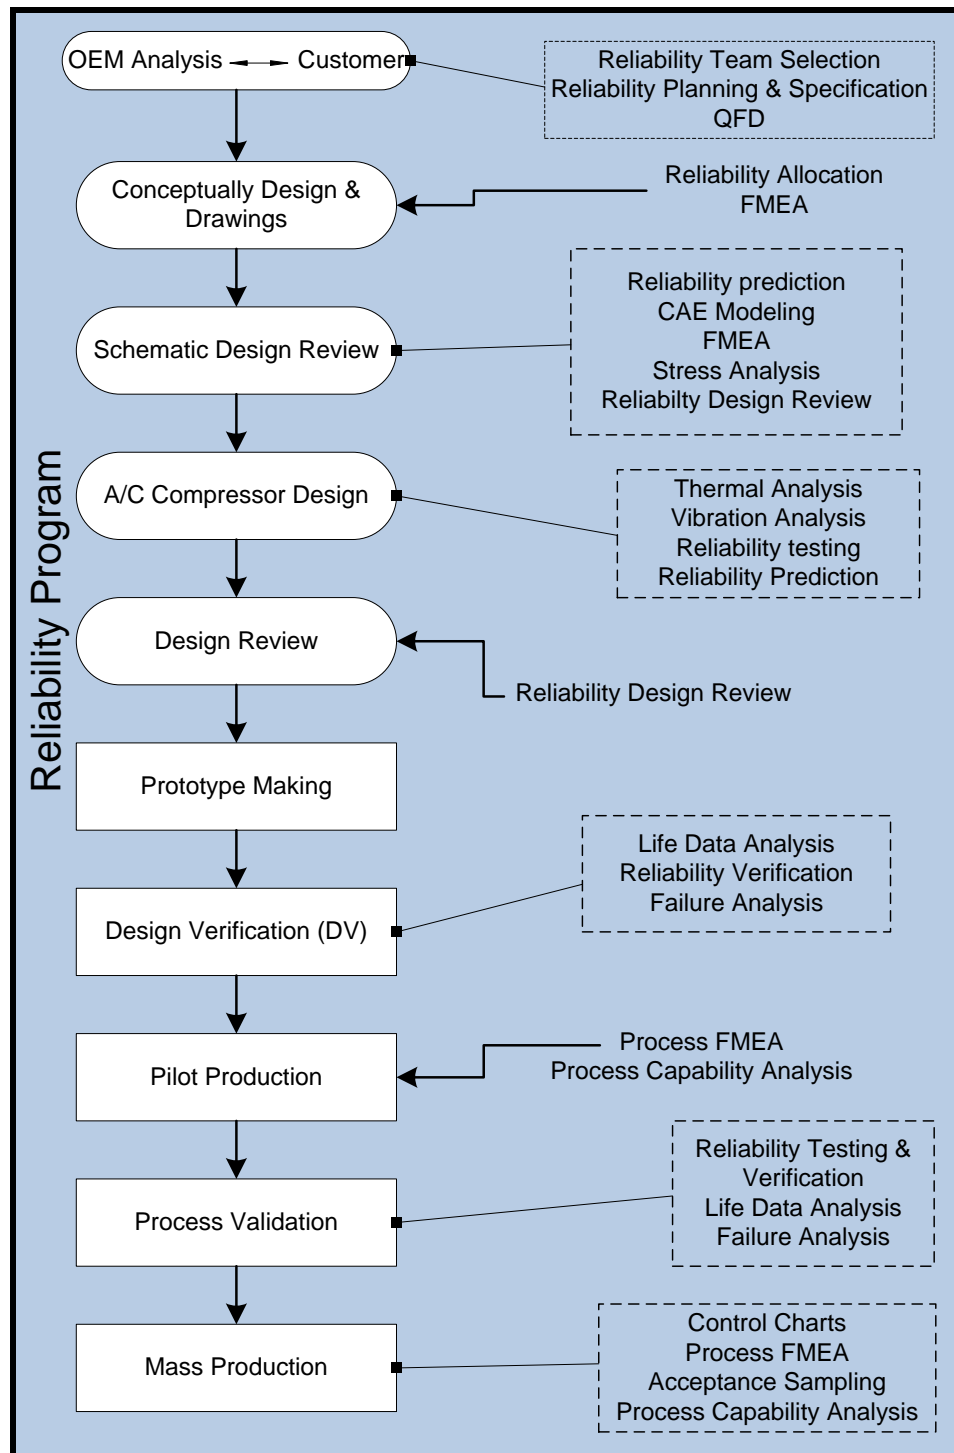 Reliability Program
OEM Analysis
Customer
Reliability Team Selection
Reliability Planning & Specification
QFD
Conceptually Design &
Drawings
Reliability Allocation
FMEA
Schematic Design Review
Reliability prediction
CAE Modeling
FMEA
Stress Analysis
Reliabilty Design Review
A/C Compressor Design
Thermal Analysis
Vibration Analysis
Reliability testing
Reliability Prediction
Design Review
Reliability Design Review
Prototype Making
Design Verification (DV)
Life Data Analysis
Reliability Verification
Failure Analysis
Pilot Production
Process FMEA
Process Capability Analysis
Process Validation
Reliability Testing &
Verification
Life Data Analysis
Failure Analysis
Mass Production
Control Charts
Process FMEA
Acceptance Sampling
Process Capability Analysis